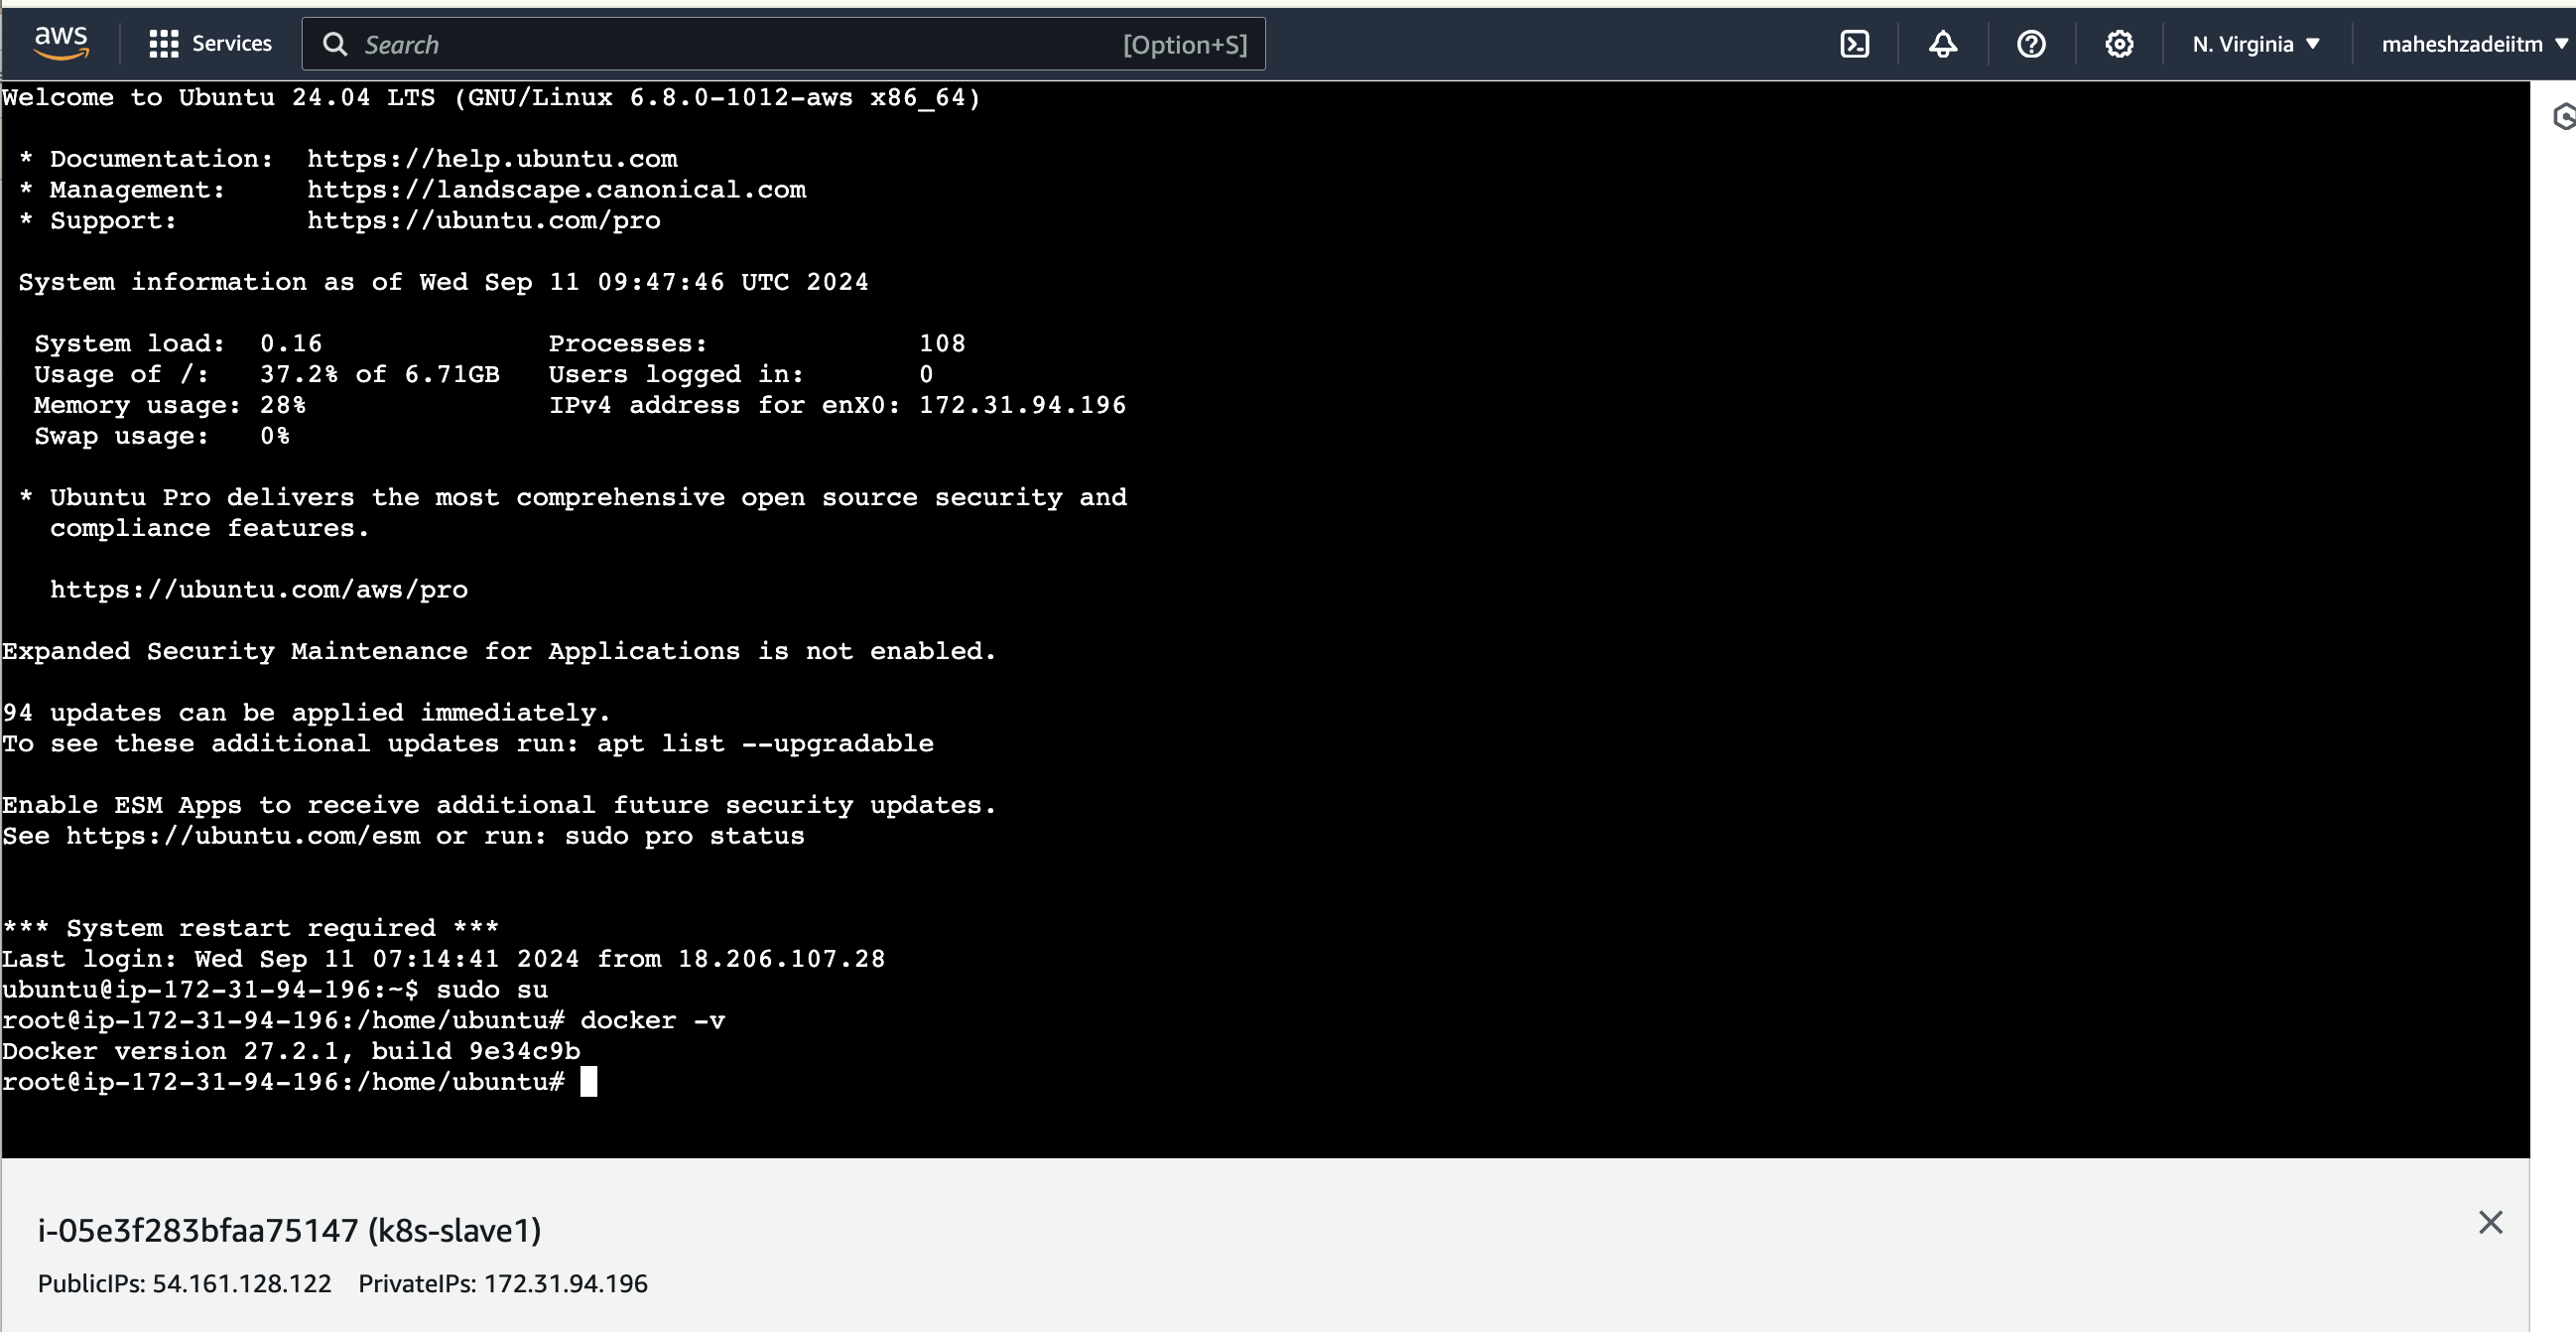 aws Services Search [Option+S] N. Virginia maheshzadeiitm
Welcome to Ubuntu 24.04 LTS (GNU/Linux 6.8.0-1012-aws x86_64)
* Documentation: https://help.ubuntu.com
* Management: https://landscape.canonical.com
* Support: https://ubuntu.com/pro
System information as of Wed Sep 11 09:47:46 UTC 2024
System load: 0.16 Processes: 108
Usage of /: 37.2% of 6.71GB Users logged in: 0
Memory usage: 28% IPv4 address for enX0: 172.31.94.196
Swap usage: 0%
* Ubuntu Pro delivers the most comprehensive open source security and
compliance features.
https://ubuntu.com/aws/pro
Expanded Security Maintenance for Applications is not enabled.
94 updates can be applied immediately.
To see these additional updates run: apt list --upgradable
Enable ESM Apps to receive additional future security updates.
See https://ubuntu.com/esm or run: sudo pro status
*** System restart required ***
Last login: Wed Sep 11 07:14:41 2024 from 18.206.107.28
ubuntu@ip-172-31-94-196:~$ sudo su
root@ip-172-31-94-196:/home/ubuntu# docker -v
Docker version 27.2.1, build 9e34c9b
root@ip-172-31-94-196:/home/ubuntu#
i-05e3f283bfaa75147 (k8s-slave1)
PublicIPs: 54.161.128.122 PrivateIPs: 172.31.94.196